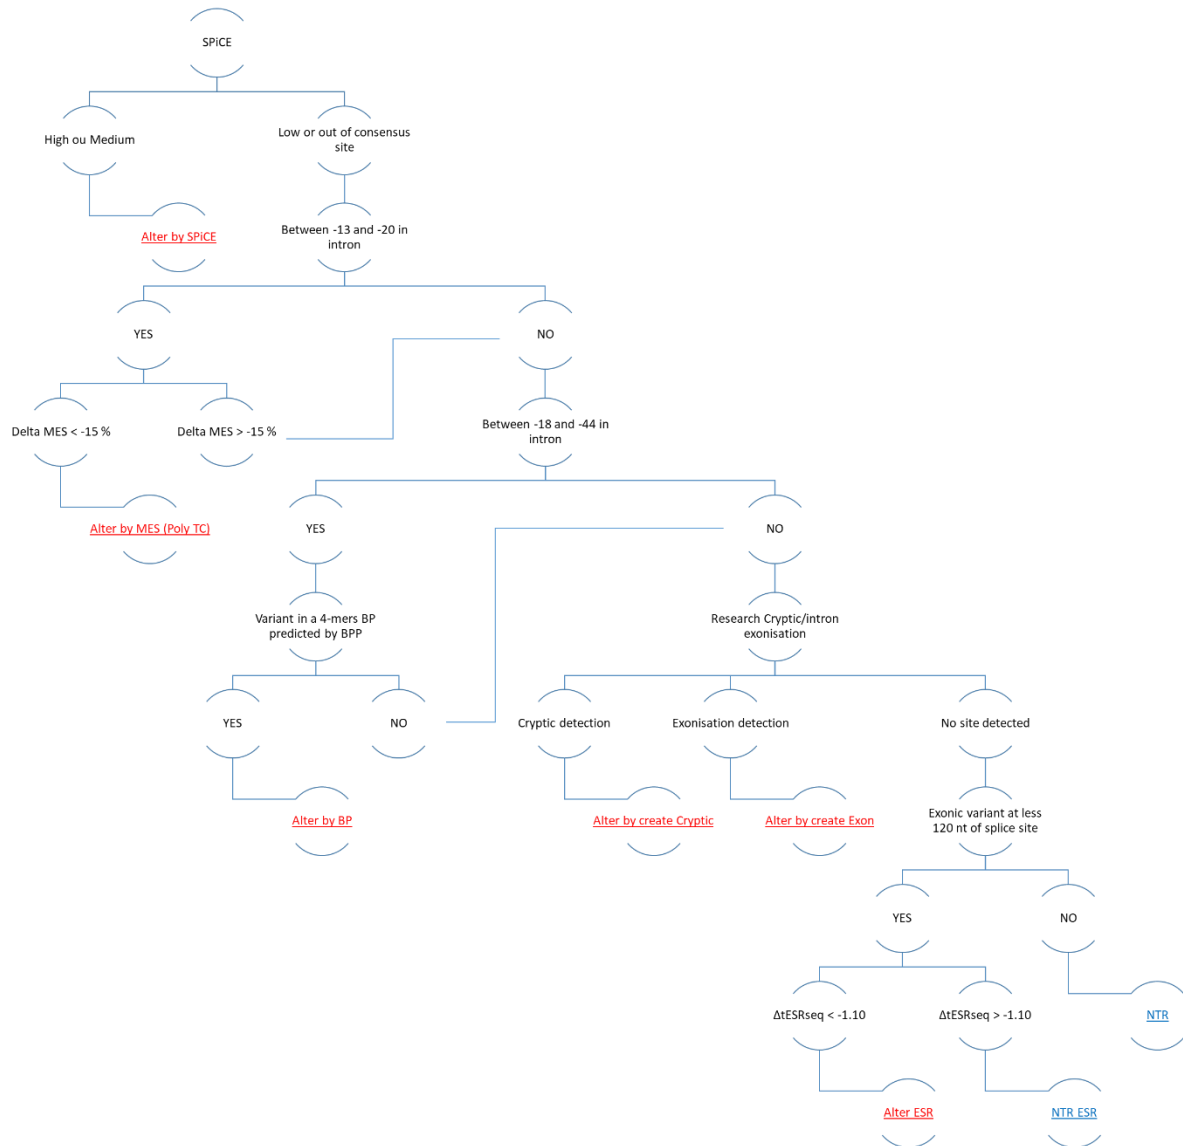 SPiCE
High ou Medium
Low or out of consensus
site
Alter by SPiCE
Between -13 and -20 in
intron
YES
NO
Delta MES < -15 %
Delta MES > -15 %
Between -18 and -44 in
intron
Alter by MES (Poly TC)
YES
NO
Variant in a 4-mers BP
predicted by BPP
Research Cryptic/intron
exonisation
YES
NO
Cryptic detection
Exonisation detection
No site detected
Alter by BP
Alter by create Cryptic
Alter by create Exon
Exonic variant at less
120 nt of splice site
YES
NO
ΔtESRseq < -1.10
ΔtESRseq > -1.10
NTR
Alter ESR
NTR ESR